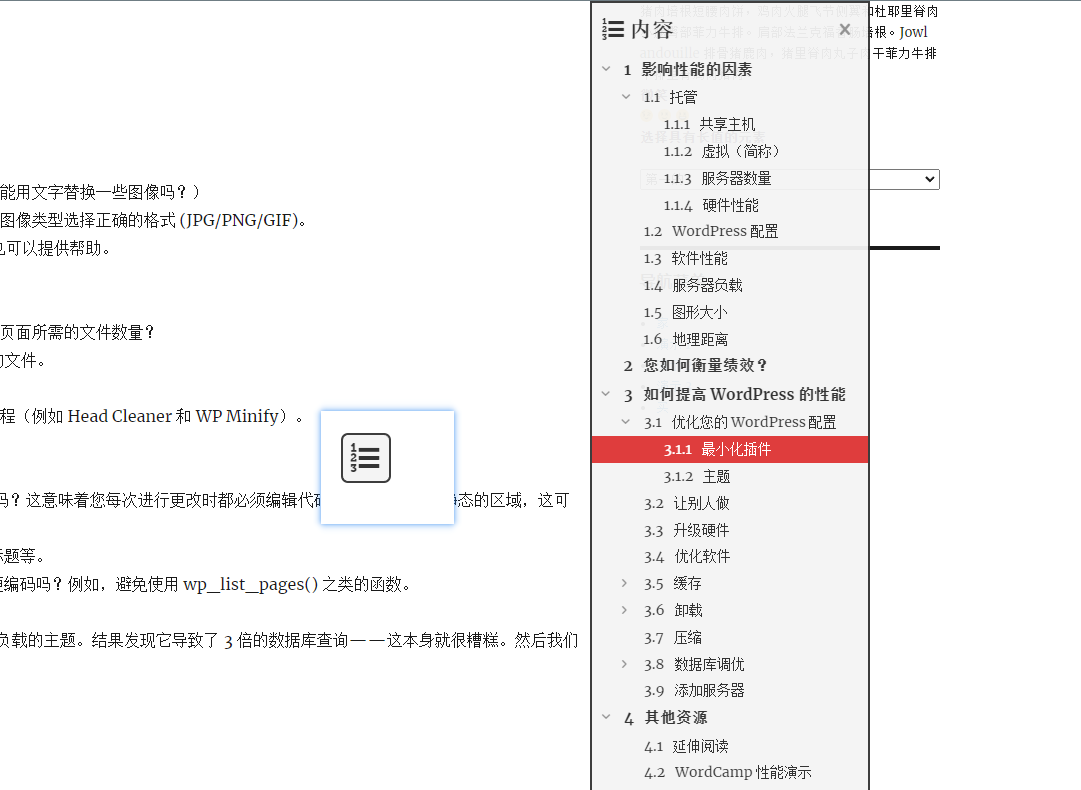 能用文字替换一些图像吗？）
图像类型选择正确的格式 (JPG/PNG/GIF)。
也可以提供帮助。
页面所需的文件数量？
的文件。
程（例如 Head Cleaner 和 WP Minify）。
吗？这意味着您每次进行更改时都必须编辑代
态的区域，这可
标题等。
更编码吗？例如，避免使用 wp_list_pages() 之类的函数。
负载的主题。结果发现它导致了 3 倍的数据库查询——这本身就很糟糕。然后我们
1
2
3
内容
×
1 影响性能的因素
1.1 托管
1.1.1 共享主机
1.1.2 虚拟（简称）
1.1.3 服务器数量
1.1.4 硬件性能
1.2 WordPress 配置
1.3 软件性能
1.4 服务器负载
1.5 图形大小
1.6 地理距离
2 您如何衡量绩效？
3 如何提高 WordPress 的性能
3.1 优化您的 WordPress 配置
3.1.1 最小化插件
3.1.2 主题
3.2 让别人做
3.3 升级硬件
3.4 优化软件
3.5 缓存
3.6 卸载
3.7 压缩
3.8 数据库调优
3.9 添加服务器
4 其他资源
4.1 延伸阅读
4.2 WordCamp 性能演示
和杜耶里脊肉
根。Jowl
干菲力牛排